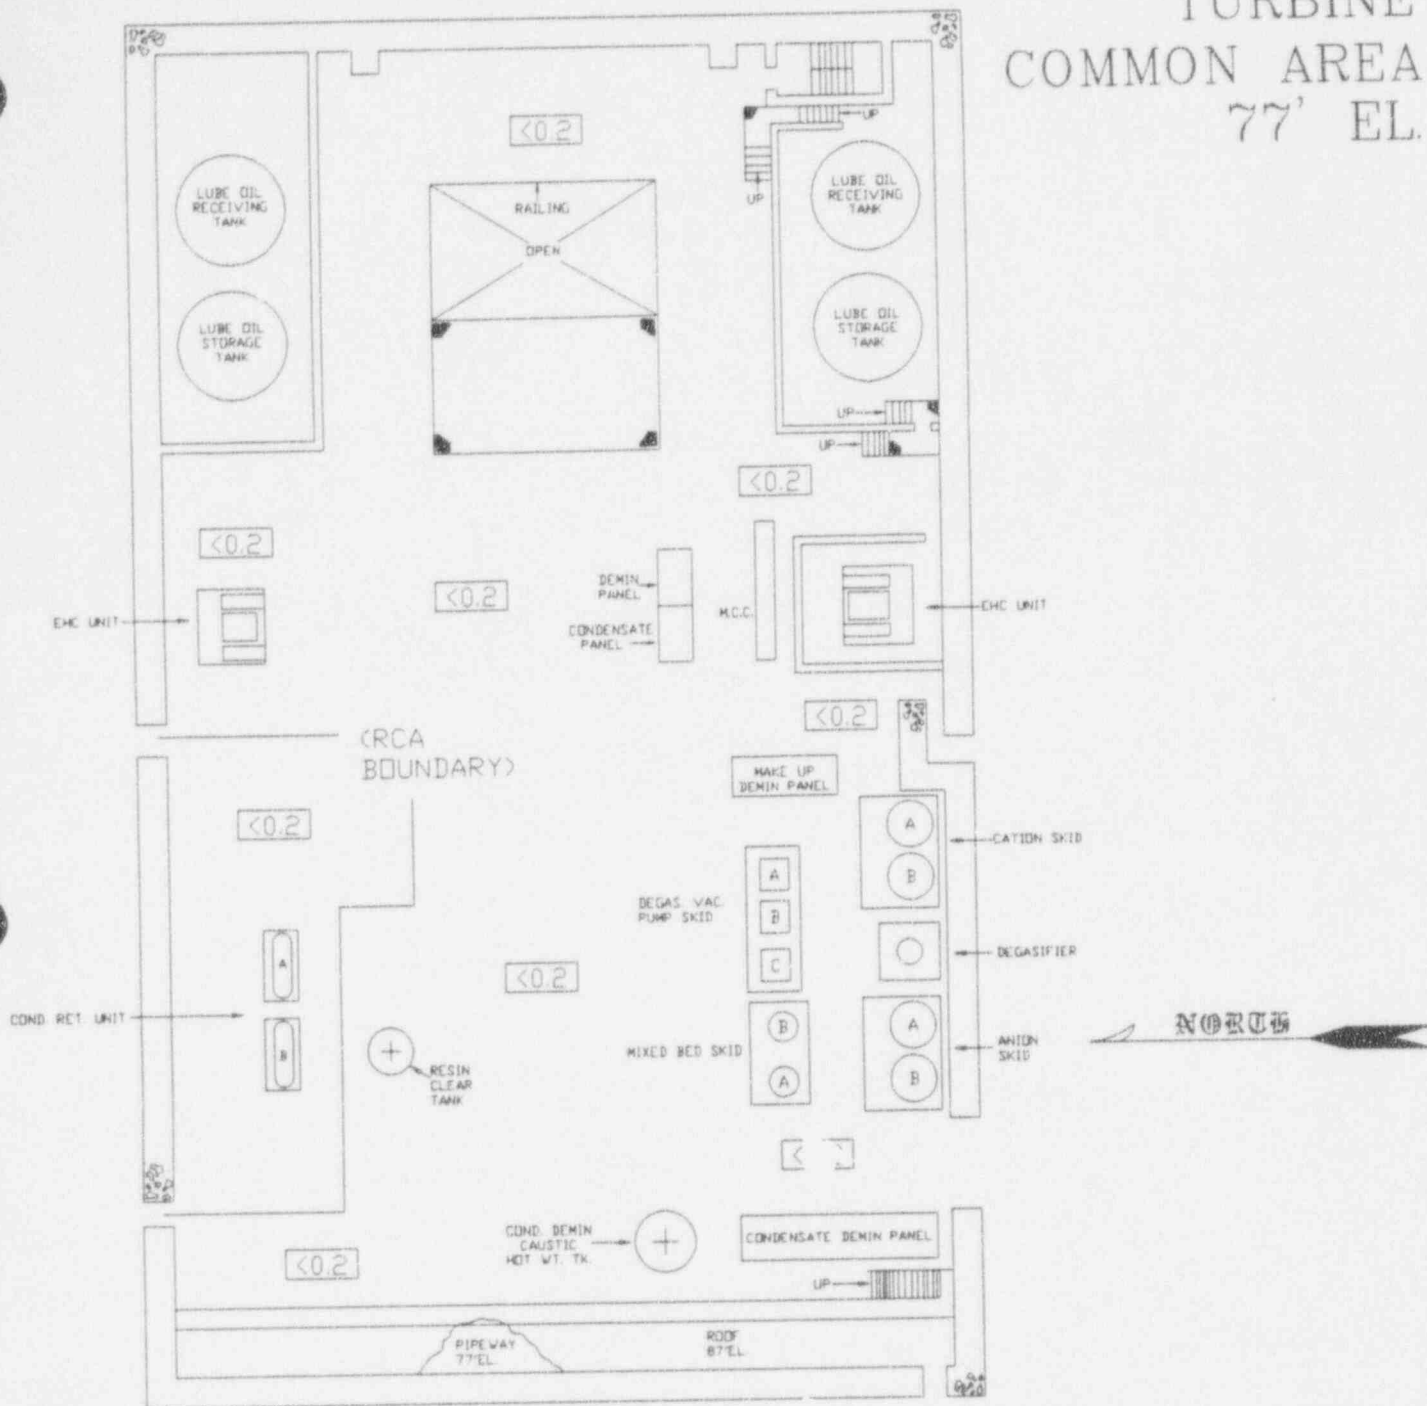 TURBINE
COMMON AREA
77' EL.
<0.2
UP
LUBE OIL
RECEIVING
TANK
RAILING
UP
LUBE OIL
RECEIVING
TANK
OPEN
LUBE OIL
STORAGE
TANK
LUBE OIL
STORAGE
TANK
UP
UP
<0.2
<0.2
<0.2
DEMIN
PANEL
M.C.C.
EHC UNIT
EHC UNIT
CONDENSATE
PANEL
<0.2
(RCA
BOUNDARY)
MAKE UP
DEMIN PANEL
<0.2
A
CATION SKID
B
DEGAS. VAC.
PUMP SKID
A
B
C
DEGASIFIER
A
<0.2
COND RET. UNIT
B
RESIN
CLEAR
TANK
MIXED BED SKID
B
A
A
B
ANION
SKID
NORTH
COND. DEMIN
CAUSTIC
HOT WT. TK.
CONDENSATE DEMIN PANEL
<0.2
UP
PIPEWAY
77'EL.
ROOF
87'EL.